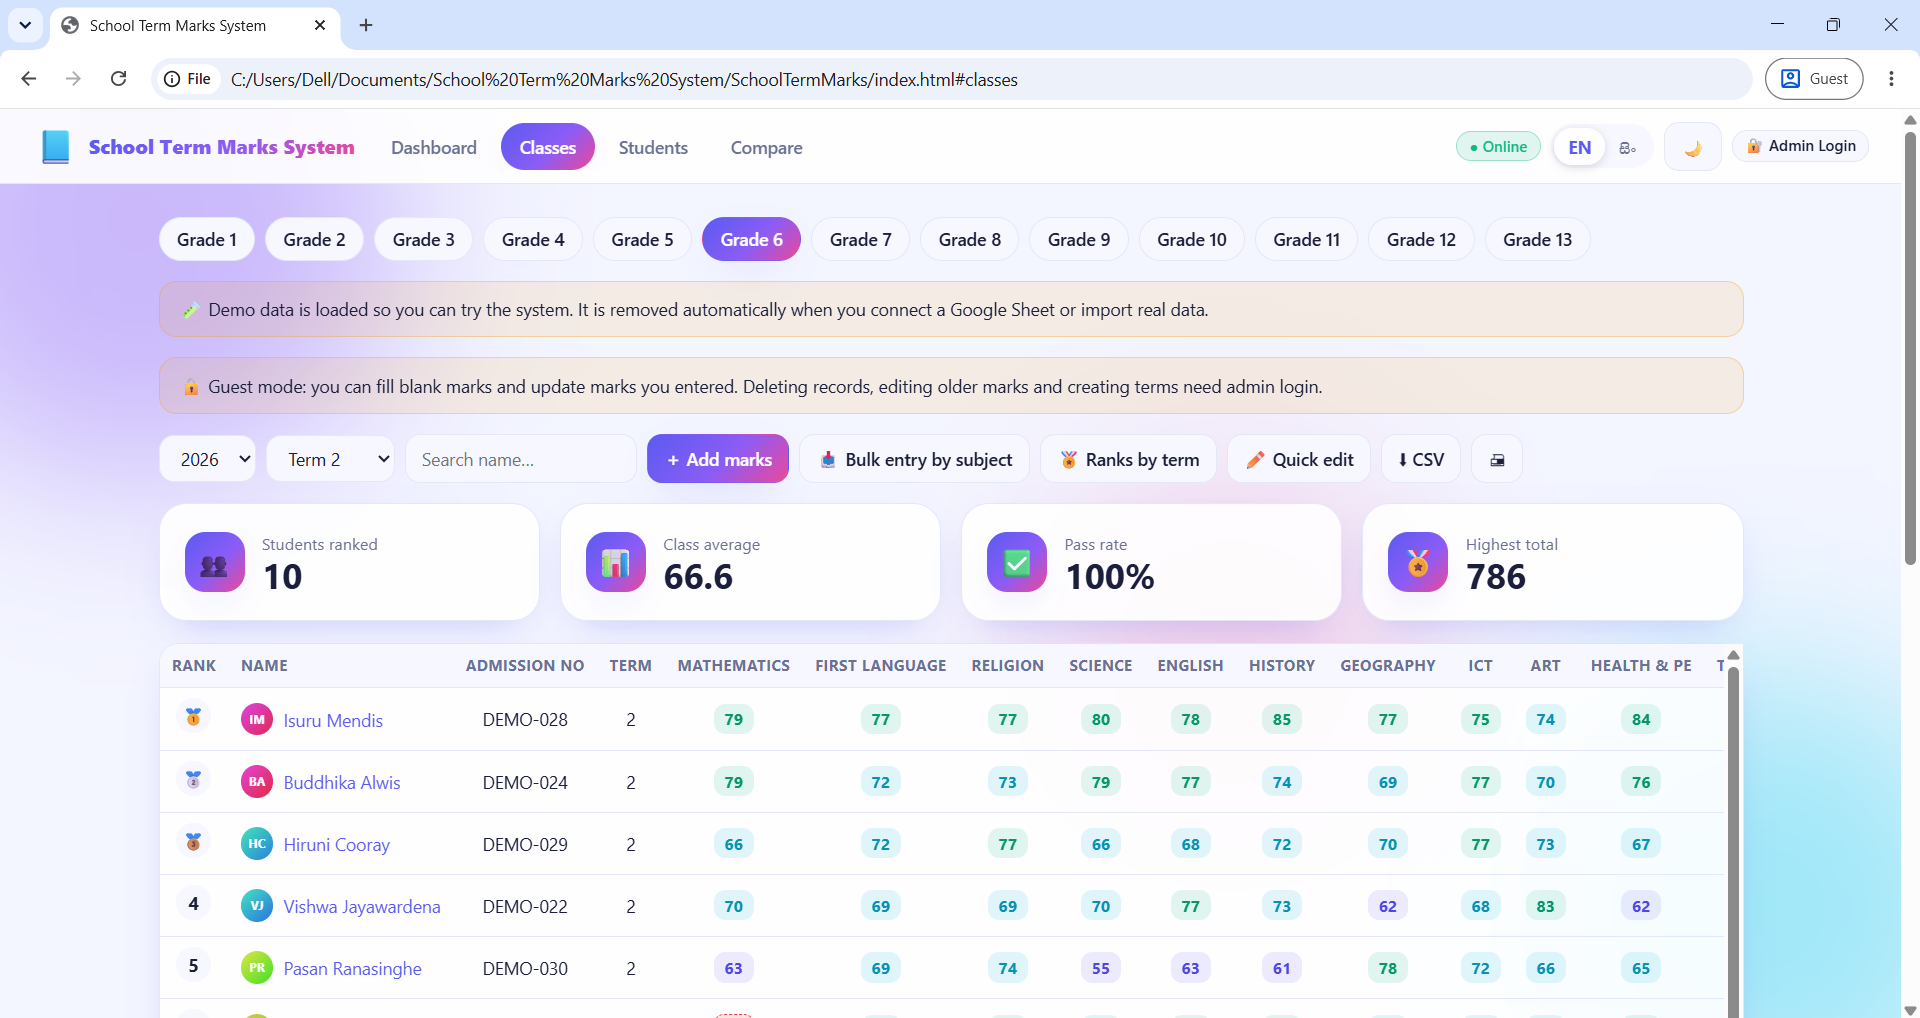 School Term Marks System
File C:/Users/Dell/Documents/School%20Term%20Marks%20System/SchoolTermMarks/index.html#classes Guest
School Term Marks System Dashboard Classes Students Compare ● Online EN සිං Admin Login
Grade 1 Grade 2 Grade 3 Grade 4 Grade 5 Grade 6 Grade 7 Grade 8 Grade 9 Grade 10 Grade 11 Grade 12 Grade 13
Demo data is loaded so you can try the system. It is removed automatically when you connect a Google Sheet or import real data.
Guest mode: you can fill blank marks and update marks you entered. Deleting records, editing older marks and creating terms need admin login.
2026 Term 2 Search name... + Add marks Bulk entry by subject Ranks by term Quick edit ⬇ CSV
Students ranked Class average Pass rate Highest total
10 66.6 100% 786
RANK NAME ADMISSION NO TERM MATHEMATICS FIRST LANGUAGE RELIGION SCIENCE ENGLISH HISTORY GEOGRAPHY ICT ART HEALTH & PE T
1 IM Isuru Mendis DEMO-028 2 79 77 77 80 78 85 77 75 74 84
2 BA Buddhika Alwis DEMO-024 2 79 72 73 79 77 74 69 77 70 76
3 HC Hiruni Cooray DEMO-029 2 66 72 77 66 68 72 70 77 73 67
4 VJ Vishwa Jayawardena DEMO-022 2 70 69 69 70 77 73 62 68 83 62
5 PR Pasan Ranasinghe DEMO-030 2 63 69 74 55 63 61 78 72 66 65